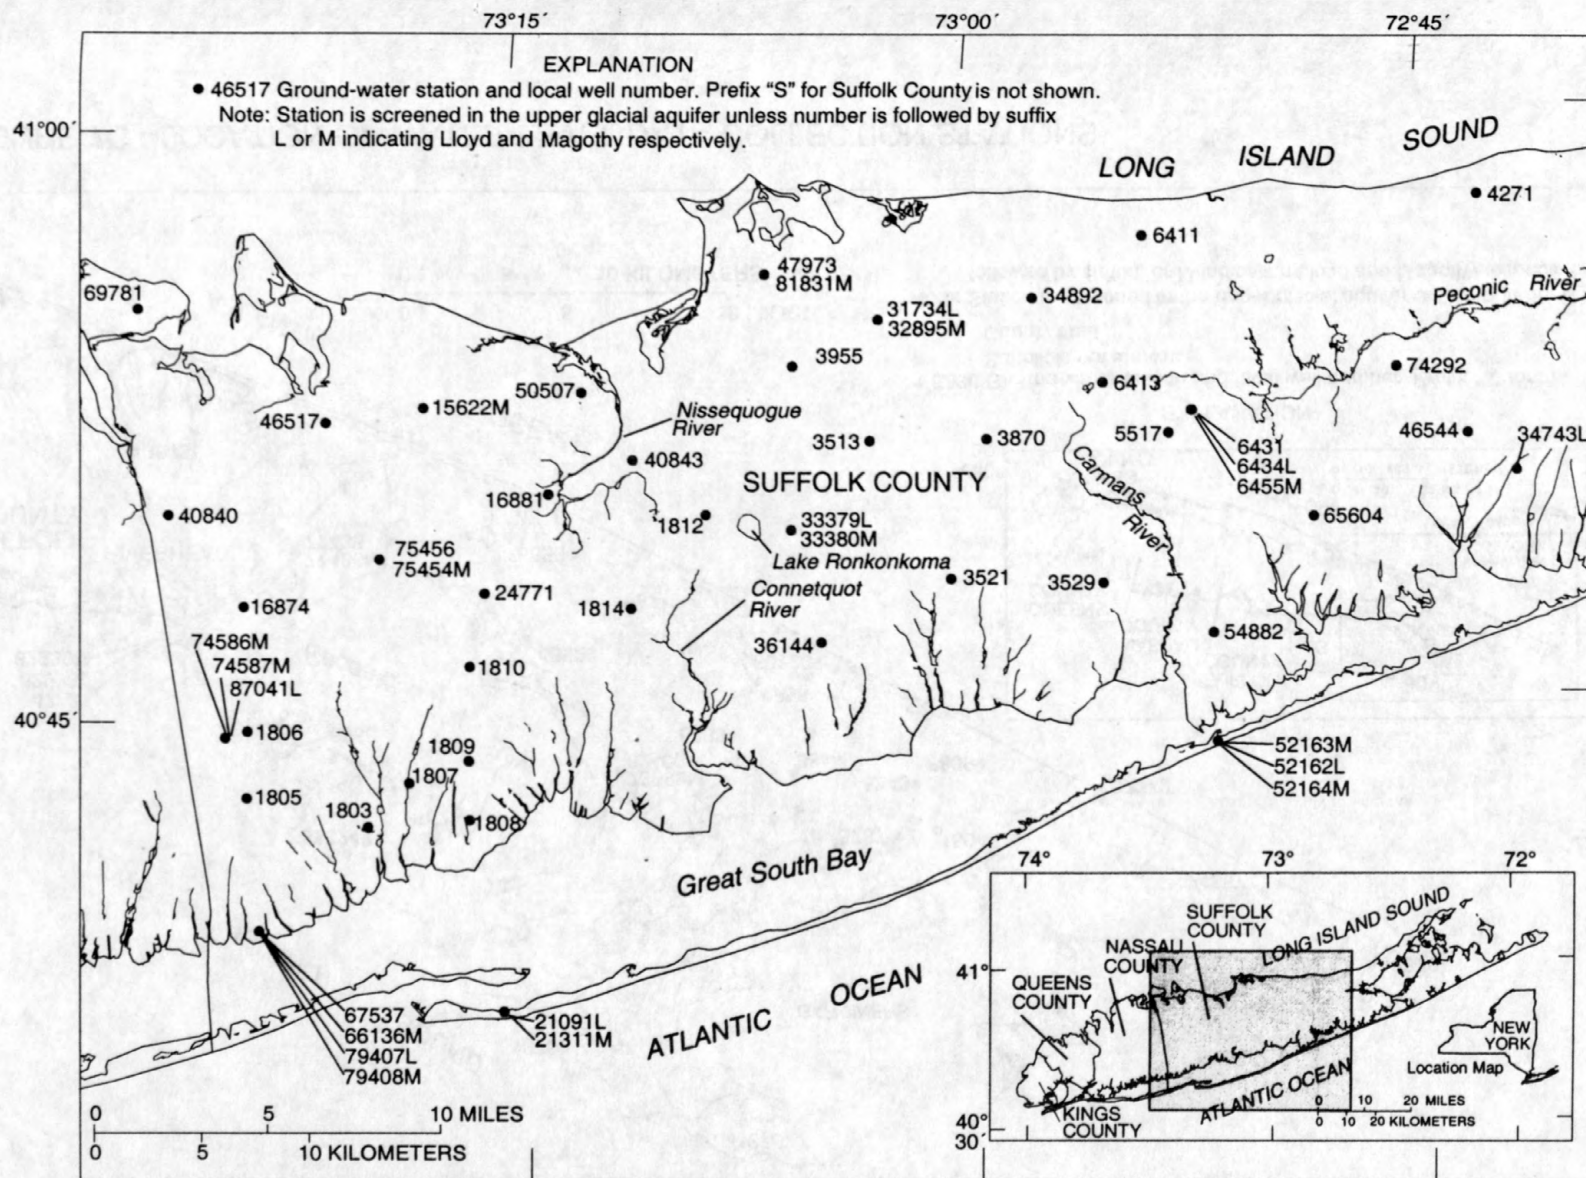 73°15´
73°00´
72°45´
EXPLANATION
46517 Ground-water station and local well number. Prefix “S” for Suffolk County is not shown.
Note: Station is screened in the upper glacial aquifer unless number is followed by suffix
L or M indicating Lloyd and Magothy respectively.
41°00´
LONG ISLAND SOUND
4271
6411
47973
81831M
69781
34892
Peconic River
31734L
32895M
3955
74292
6413
50507
15622M
46517
Nissequogue
River
3513
3870
5517
6431
6434L
6455M
46544
34743L
40843
Carmans
River
SUFFOLK COUNTY
16881
40840
1812
33379L
33380M
65604
75456
75454M
Lake Ronkonkoma
24771
Connetquot
River
3521
3529
16874
1814
74586M
74587M
87041L
36144
54882
1810
40°45´
1806
1809
52163M
52162L
52164M
1807
1805
1803
1808
Great South Bay
74°
73°
72°
SUFFOLK
COUNTY
LONG ISLAND SOUND
NASSAU
COUNTY
41°
QUEENS
COUNTY
67537
66136M
79407L
79408M
21091L
21311M
ATLANTIC OCEAN
NEW
YORK
Location Map
ATLANTIC OCEAN
KINGS
COUNTY
40°
30´
0 10 20 MILES
0 10 20 KILOMETERS
0 5 10 MILES
0 5 10 KILOMETERS